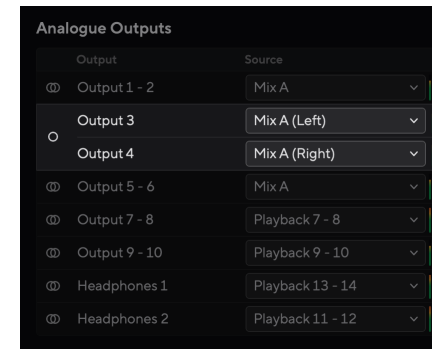 Analogue Outputs
Output Source
Output 1 - 2 Mix A
Output 3 Mix A (Left)
Output 4 Mix A (Right)
Output 5 - 6 Mix A
Output 7 - 8 Playback 7 - 8
Output 9 - 10 Playback 9 - 10
Headphones 1 Playback 13 - 14
Headphones 2 Playback 11 - 12